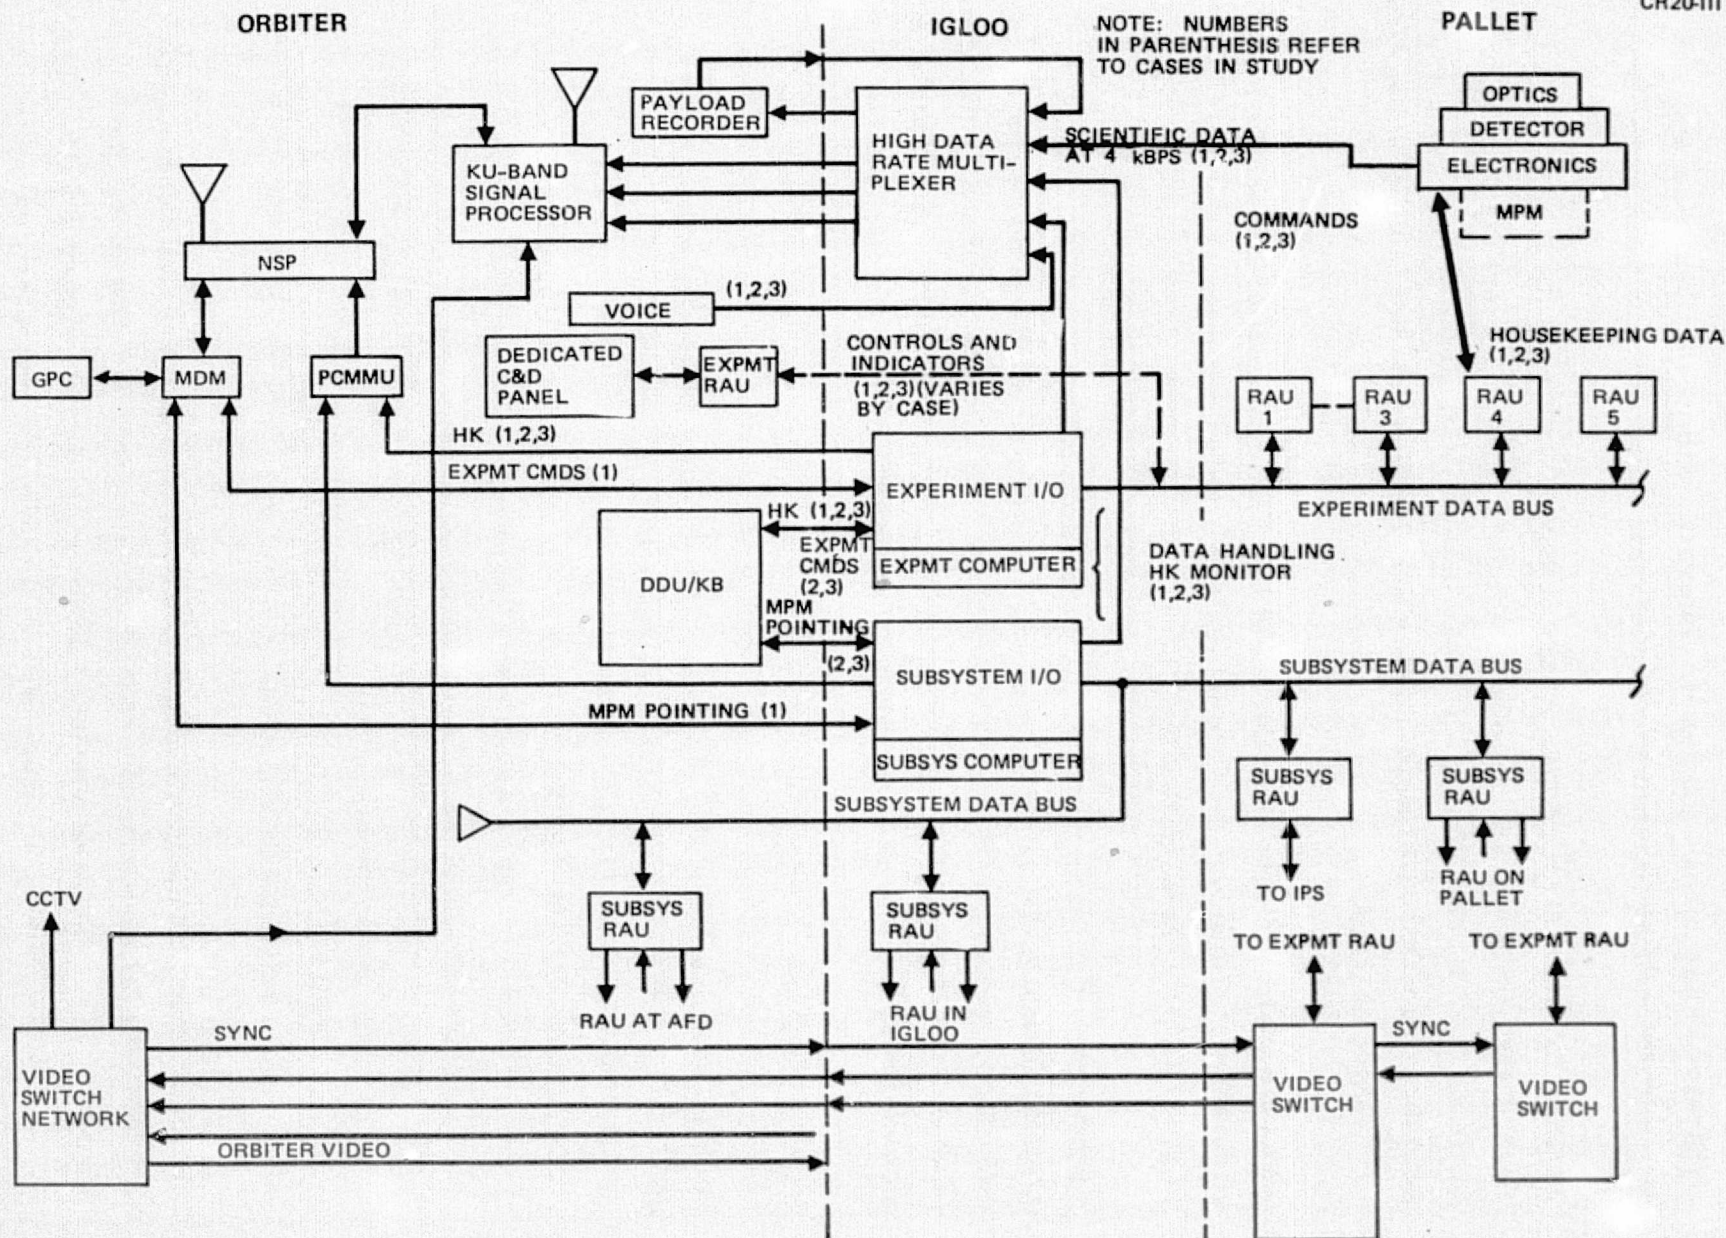 CR20-III
ORBITER
IGLOO
PALLET
NOTE: NUMBERS
IN PARENTHESIS REFER
TO CASES IN STUDY
PAYLOAD
RECORDER
HIGH DATA
RATE MULTI-
PLEXER
SCIENTIFIC DATA
AT 4 kBPS (1,2,3)
OPTICS
DETECTOR
ELECTRONICS
MPM
KU-BAND
SIGNAL
PROCESSOR
COMMANDS
(1,2,3)
NSP
VOICE
(1,2,3)
HOUSEKEEPING DATA
(1,2,3)
GPC
MDM
PCMMU
DEDICATED
C&D
PANEL
EXPMT
RAU
CONTROLS AND
INDICATORS
(1,2,3)(VARIES
BY CASE)
RAU
1
RAU
3
RAU
4
RAU
5
HK (1,2,3)
EXPMT CMDS (1)
EXPERIMENT I/O
EXPMT COMPUTER
EXPERIMENT DATA BUS
HK (1,2,3)
EXPMT
CMDS
(2,3)
DDU/KB
DATA HANDLING
HK MONITOR
(1,2,3)
MPM
POINTING
(2,3)
SUBSYSTEM I/O
SUBSYS COMPUTER
SUBSYSTEM DATA BUS
MPM POINTING (1)
SUBSYS
RAU
TO IPS
SUBSYS
RAU
RAU ON
PALLET
SUBSYSTEM DATA BUS
CCTV
SUBSYS
RAU
RAU AT AFD
SUBSYS
RAU
RAU IN
IGLOO
TO EXPMT RAU
TO EXPMT RAU
SYNC
SYNC
VIDEO
SWITCH
NETWORK
VIDEO
SWITCH
VIDEO
SWITCH
ORBITER VIDEO